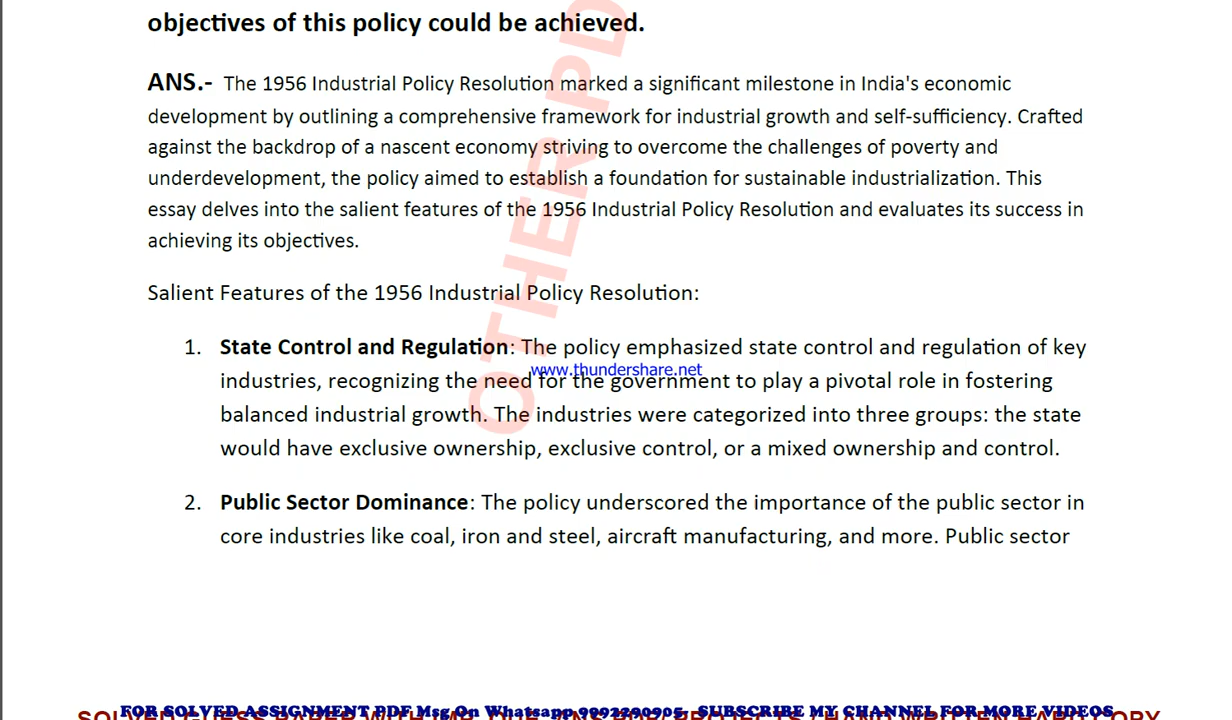 objectives of this policy could be achieved.
ANS.- The 1956 Industrial Policy Resolution marked a significant milestone in India's economic
development by outlining a comprehensive framework for industrial growth and self-sufficiency. Crafted
against the backdrop of a nascent economy striving to overcome the challenges of poverty and
underdevelopment, the policy aimed to establish a foundation for sustainable industrialization. This
essay delves into the salient features of the 1956 Industrial Policy Resolution and evaluates its success in
achieving its objectives.
Salient Features of the 1956 Industrial Policy Resolution:
1. State Control and Regulation: The policy emphasized state control and regulation of key
www.thundershare.net
industries, recognizing the need for the government to play a pivotal role in fostering
balanced industrial growth. The industries were categorized into three groups: the state
would have exclusive ownership, exclusive control, or a mixed ownership and control.
2. Public Sector Dominance: The policy underscored the importance of the public sector in
core industries like coal, iron and steel, aircraft manufacturing, and more. Public sector
OTHER PD
FOR SOLVED ASSIGNMENT PDF Msg On Whatsapp 9992290905, SUBSCRIBE MY CHANNEL FOR MORE VIDEOS